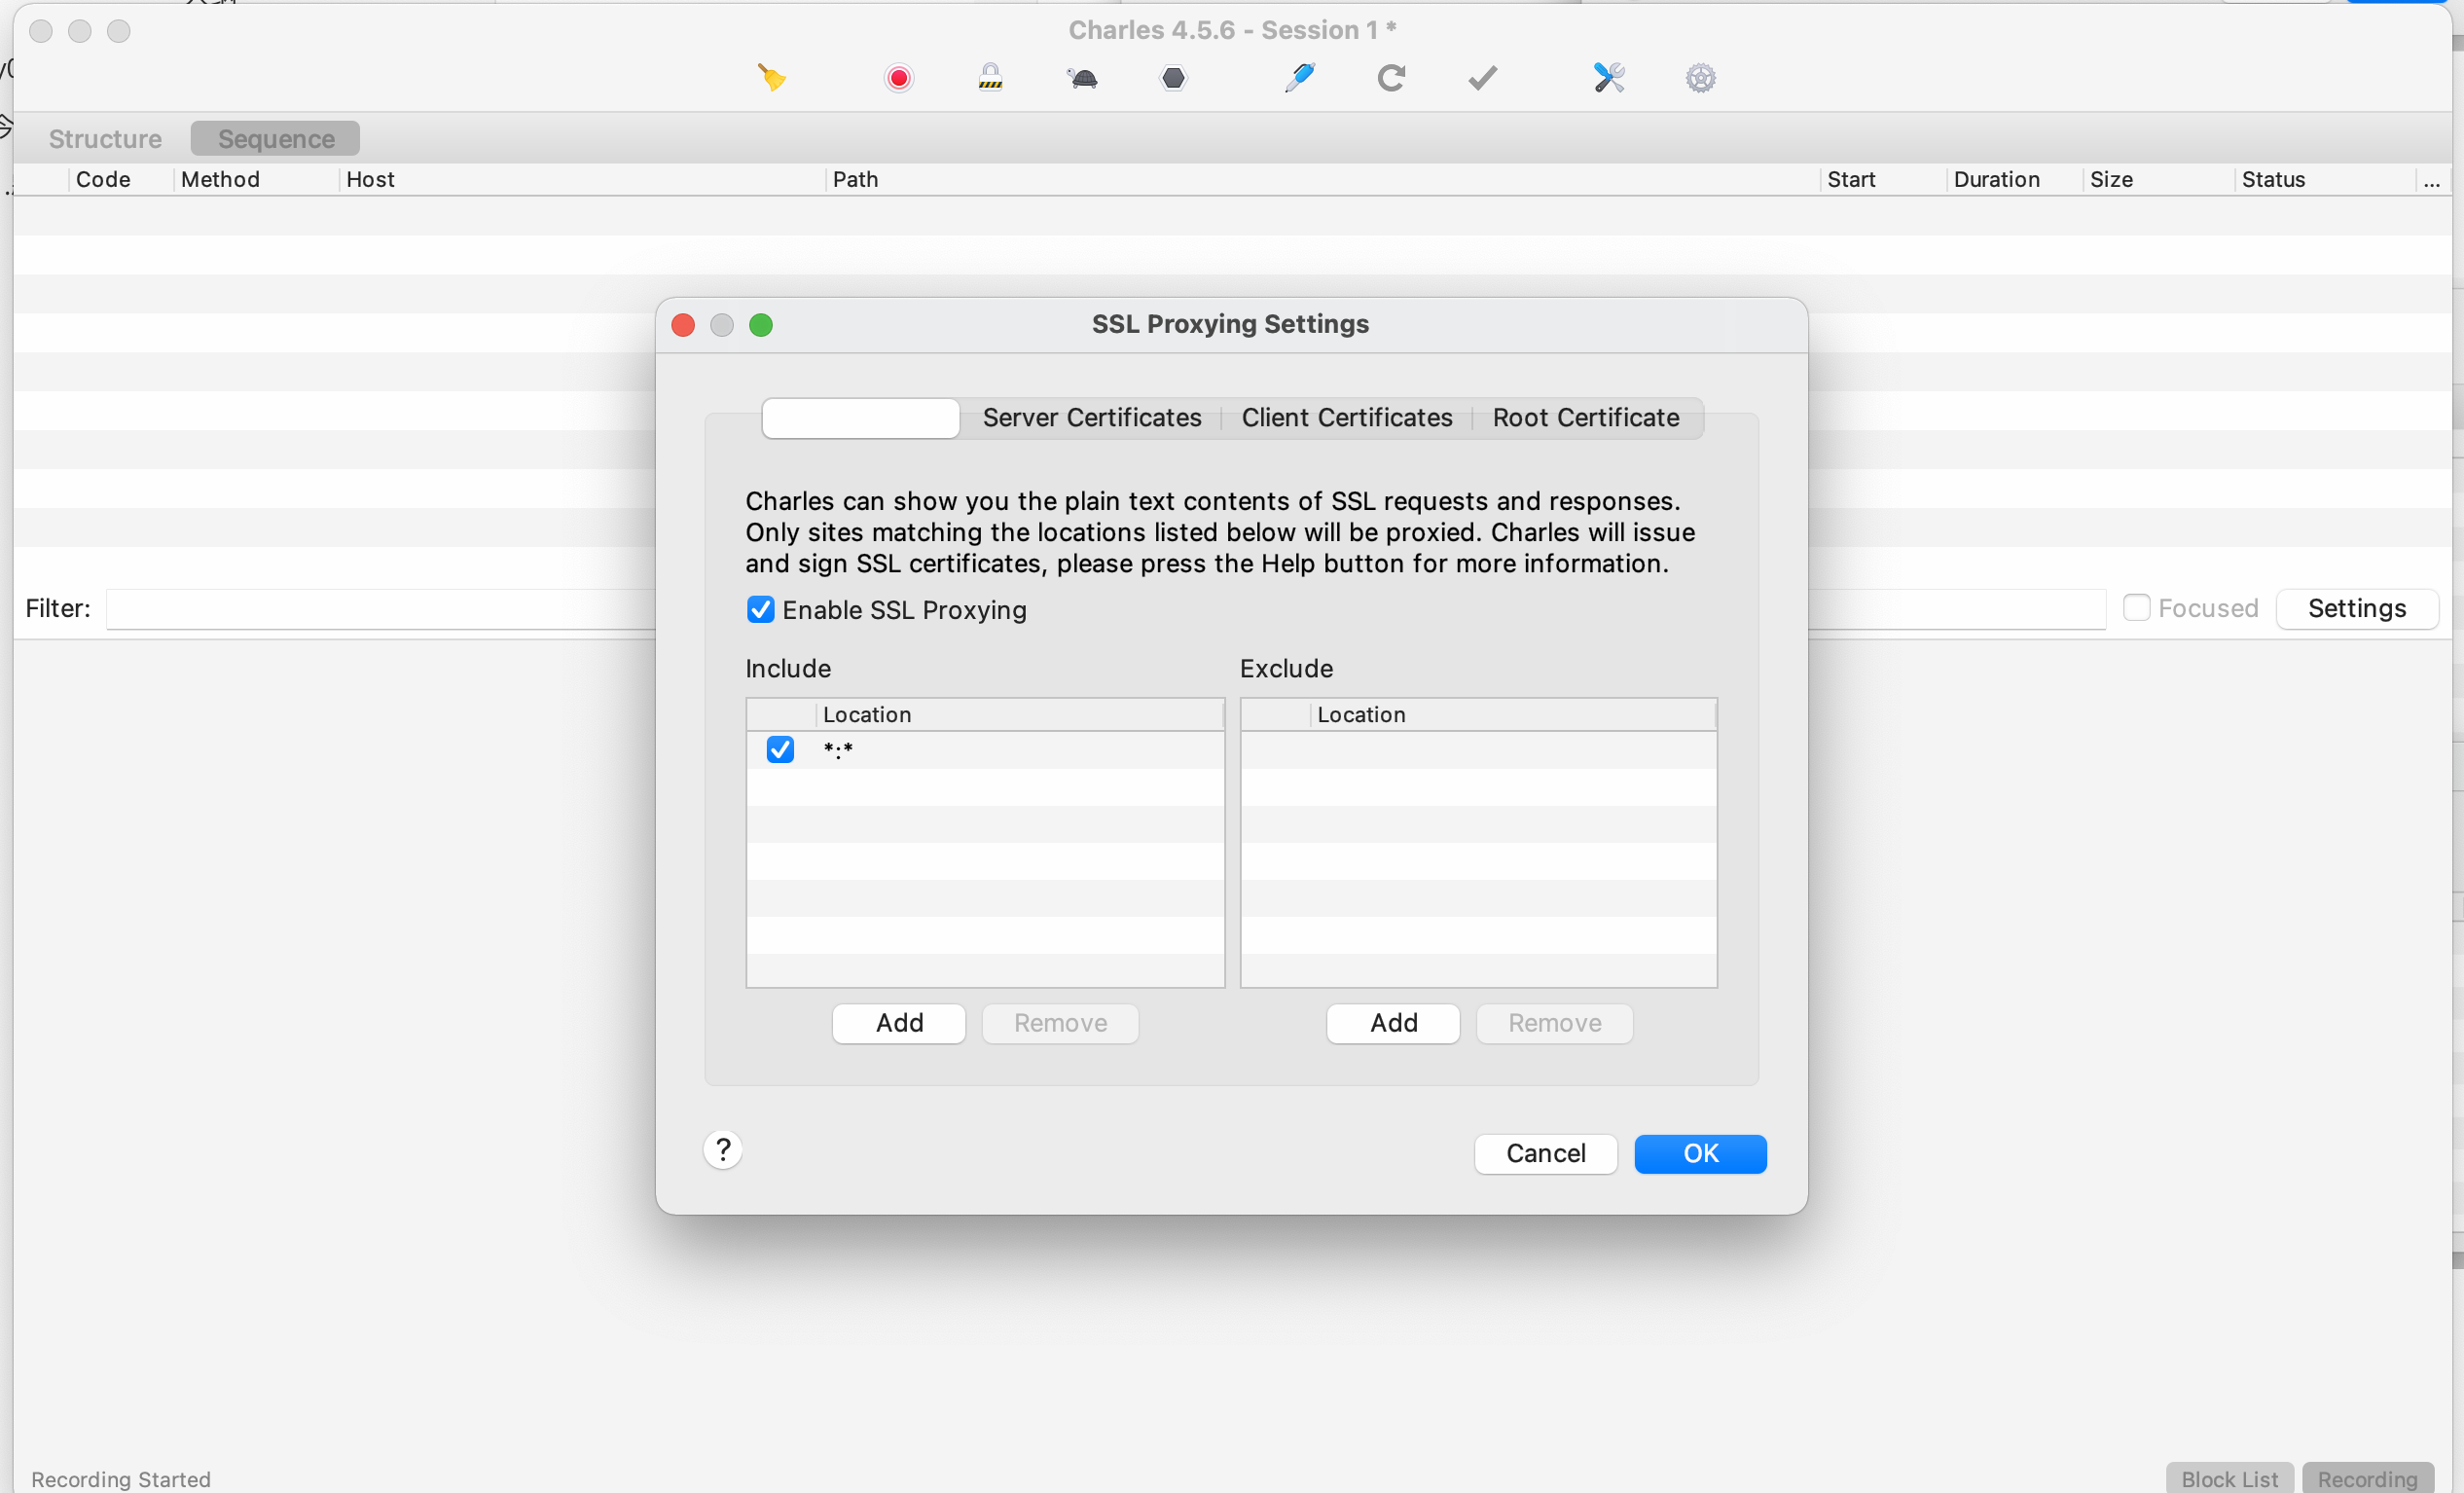 Charles 4.5.6 - Session 1 *
Structure Sequence
Code Method Host Path Start Duration Size Status ...
SSL Proxying Settings
Server Certificates Client Certificates Root Certificate
Charles can show you the plain text contents of SSL requests and responses.
Only sites matching the locations listed below will be proxied. Charles will issue
and sign SSL certificates, please press the Help button for more information.
Filter: Focused Settings
Enable SSL Proxying
Include Exclude
Location Location
*:*
Add Remove Add Remove
? Cancel OK
Recording Started Block List Recording